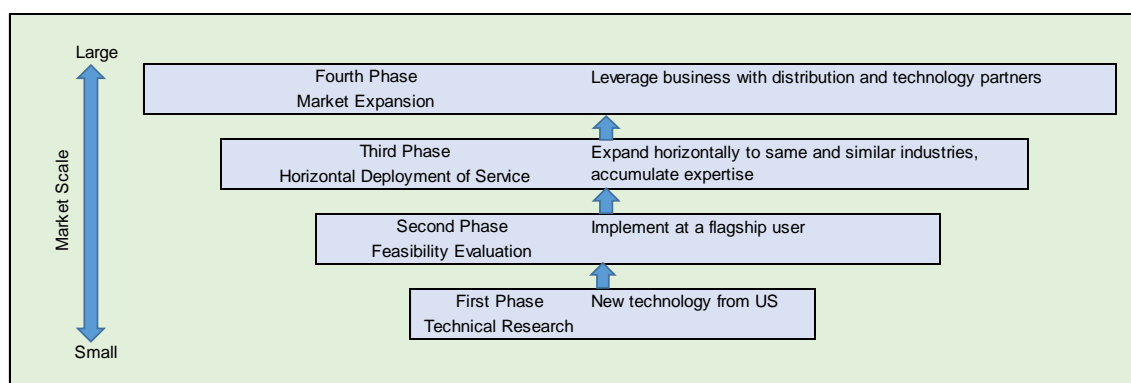 Large
Fourth Phase
Market Expansion
Leverage business with distribution and technology partners
Third Phase
Horizontal Deployment of Service
Expand horizontally to same and similar industries,
accumulate expertise
Market Scale
Second Phase
Feasibility Evaluation
Implement at a flagship user
First Phase
Technical Research
New technology from US
Small